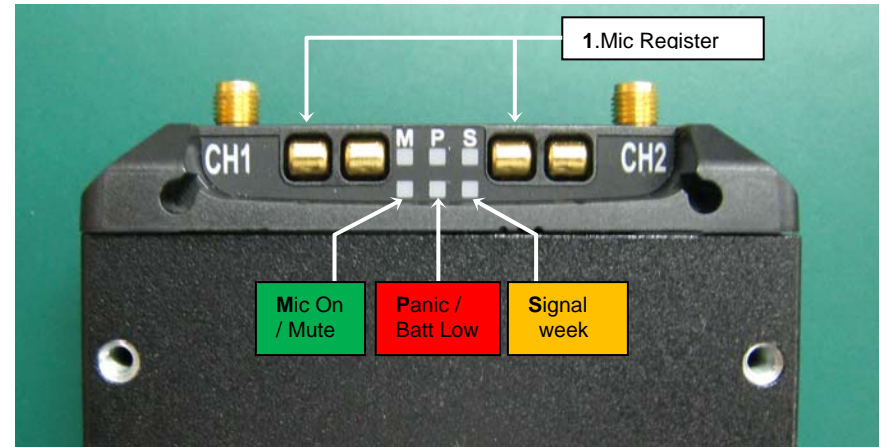 1.Mic Register
M P S
CH1
CH2
Mic On
/ Mute
Panic /
Batt Low
Signal
week